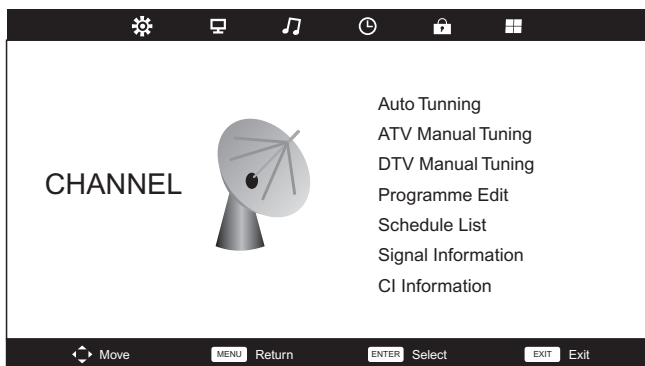 CHANNEL
Auto Tunning
ATV Manual Tuning
DTV Manual Tuning
Programme Edit
Schedule List
Signal Information
CI Information
Move MENU Return ENTER Select EXIT Exit